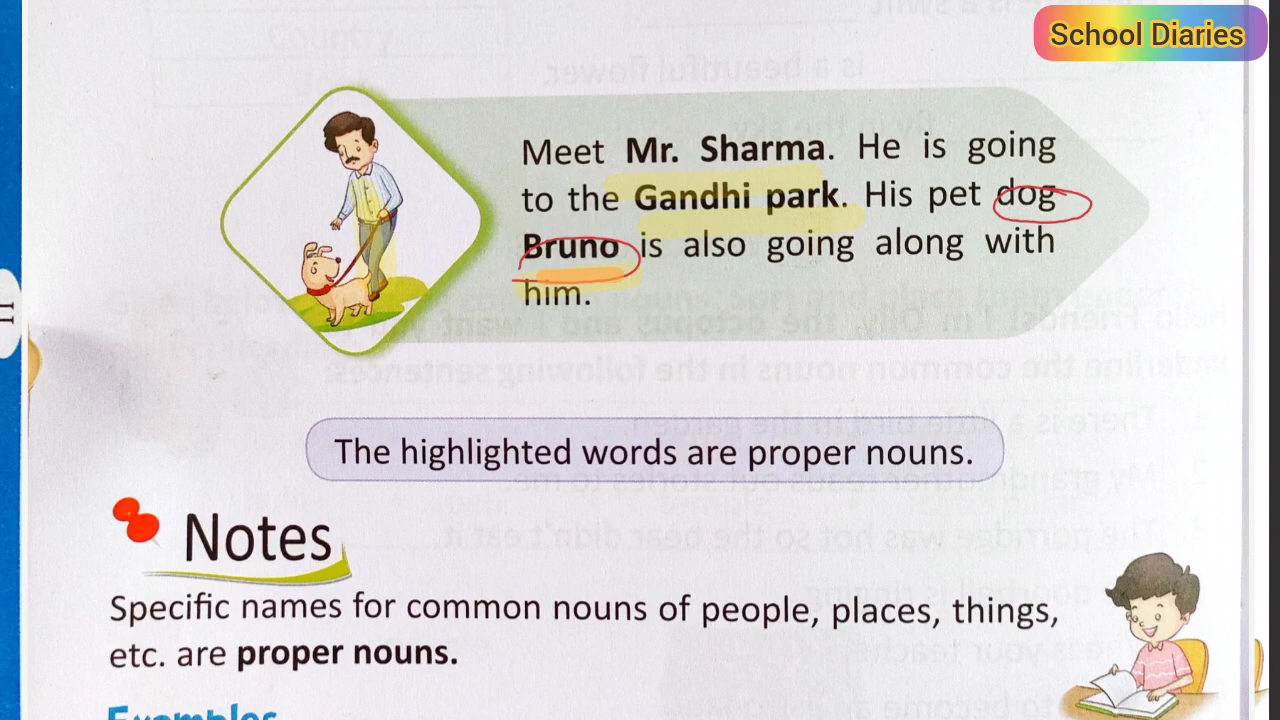 School Diaries
Meet Mr. Sharma. He is going
to the Gandhi park. His pet dog
Bruno is also going along with
him.
11
The highlighted words are proper nouns.
Notes
Specific names for common nouns of people, places, things,
etc. are proper nouns.
Examples